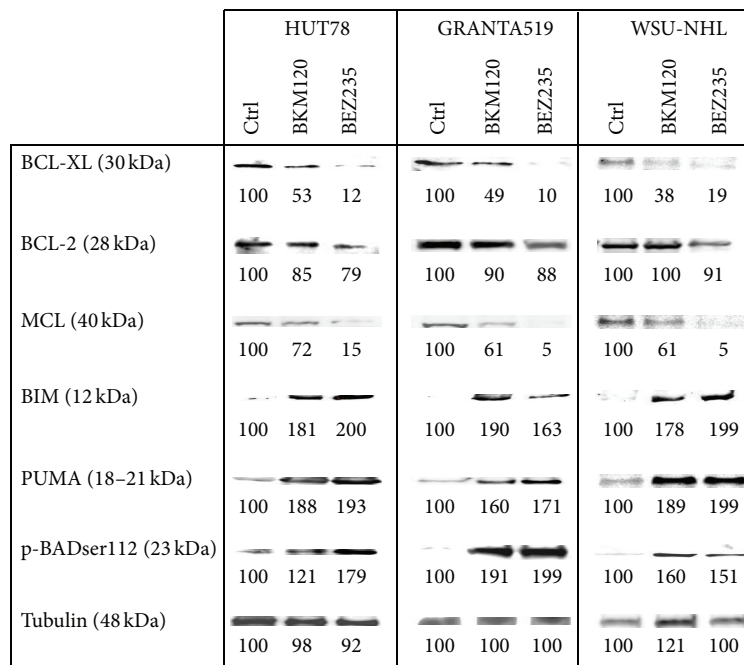 HUT78 GRANTA519 WSU-NHL
Ctrl BKM120 BEZ235 Ctrl BKM120 BEZ235 Ctrl BKM120 BEZ235
BCL-XL (30 kDa)
100 53 12 100 49 10 100 38 19
BCL-2 (28 kDa)
100 85 79 100 90 88 100 100 91
MCL (40 kDa)
100 72 15 100 61 5 100 61 5
BIM (12 kDa)
100 181 200 100 190 163 100 178 199
PUMA (18–21 kDa)
100 188 193 100 160 171 100 189 199
p-BADser112 (23 kDa)
100 121 179 100 191 199 100 160 151
Tubulin (48 kDa)
100 98 92 100 100 100 100 121 100